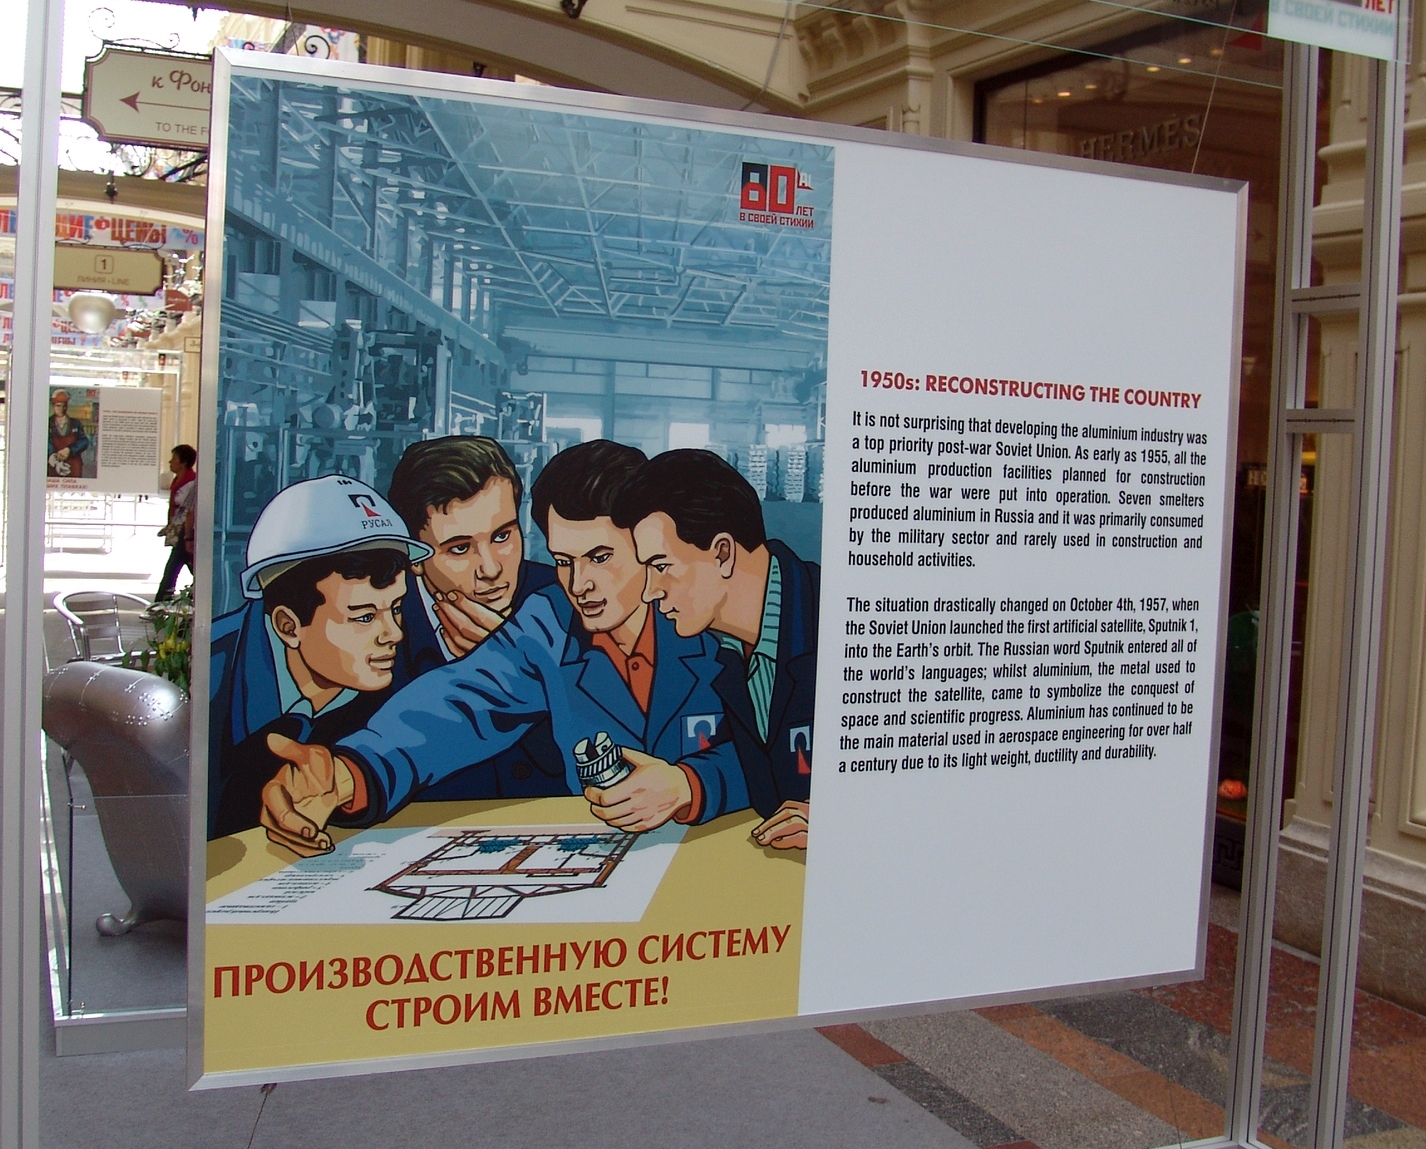 к Фон
TO THE F
1
ЛИНИЯ • LINE
HERMÈS
80 AL
ЛЕТ
В СВОЕЙ СТИХИИ
ЛЕТ
В СВОЕЙ СТИХИИ
РУСАЛ
ПРОИЗВОДСТВЕННУЮ СИСТЕМУ
СТРОИМ ВМЕСТЕ!
1950s: RECONSTRUCTING THE COUNTRY
It is not surprising that developing the aluminium industry was
a top priority post-war Soviet Union. As early as 1955, all the
aluminium production facilities planned for construction
before the war were put into operation. Seven smelters
produced aluminium in Russia and it was primarily consumed
by the military sector and rarely used in construction and
household activities.
The situation drastically changed on October 4th, 1957, when
the Soviet Union launched the first artificial satellite, Sputnik 1,
into the Earth's orbit. The Russian word Sputnik entered all of
the world's languages; whilst aluminium, the metal used to
construct the satellite, came to symbolize the conquest of
space and scientific progress. Aluminium has continued to be
the main material used in aerospace engineering for over half
a century due to its light weight, ductility and durability.